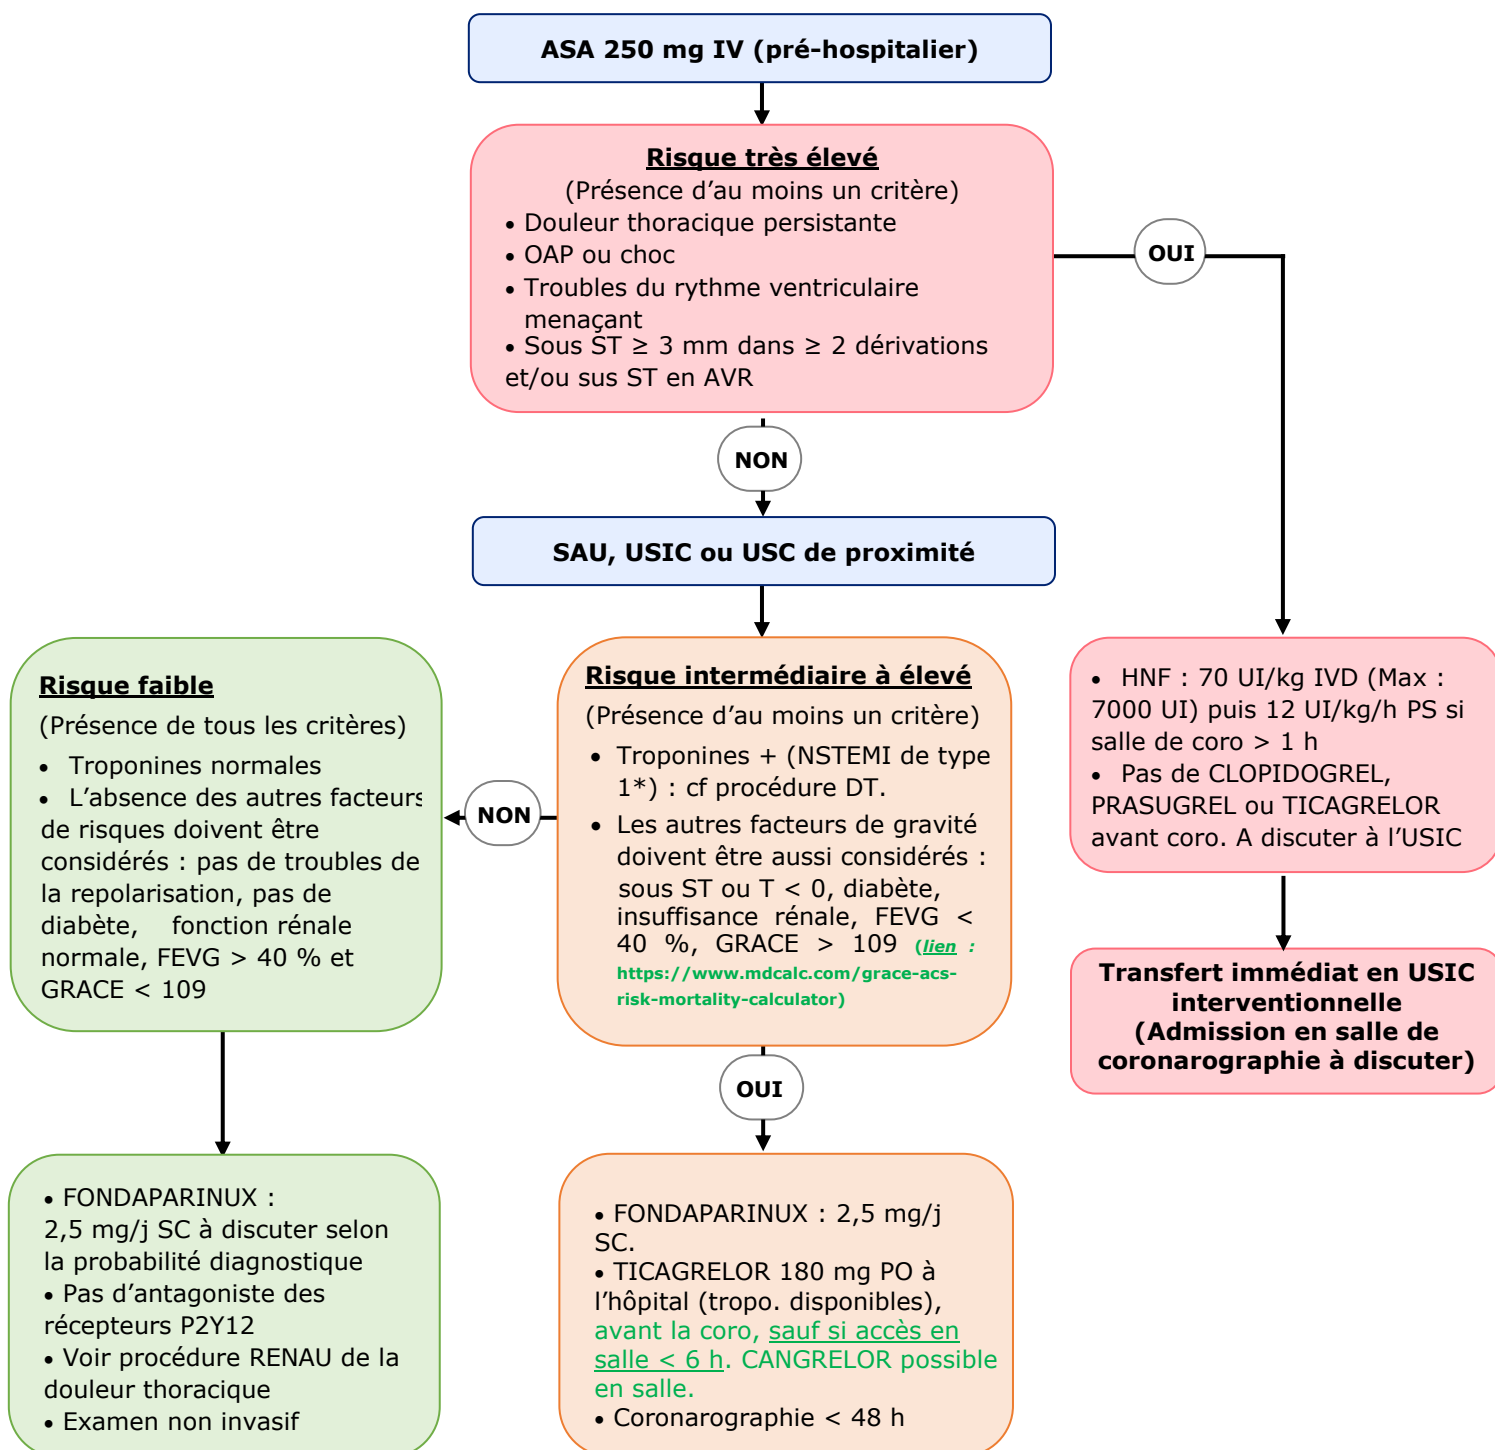 ASA 250 mg IV (pré-hospitalier)
Risque très élevé
(Présence d’au moins un critère)
• Douleur thoracique persistante
• OAP ou choc
• Troubles du rythme ventriculaire
menaçant
• Sous ST ≥ 3 mm dans ≥ 2 dérivations
et/ou sus ST en AVR
OUI
NON
SAU, USIC ou USC de proximité
Risque faible
(Présence de tous les critères)
• Troponines normales
• L’absence des autres facteurs
de risques doivent être
considérés : pas de troubles de
la repolarisation, pas de
diabète, fonction rénale
normale, FEVG > 40 % et
GRACE < 109
NON
Risque intermédiaire à élevé
(Présence d’au moins un critère)
• Troponines + (NSTEMI de type
1*) : cf procédure DT.
• Les autres facteurs de gravité
doivent être aussi considérés :
sous ST ou T < 0, diabète,
insuffisance rénale, FEVG <
40 %, GRACE > 109 (lien :
https://www.mdcalc.com/grace-acs-
risk-mortality-calculator)
• HNF : 70 UI/kg IVD (Max :
7000 UI) puis 12 UI/kg/h PS si
salle de coro > 1 h
• Pas de CLOPIDOGREL,
PRASUGREL ou TICAGRELOR
avant coro. A discuter à l’USIC
Transfert immédiat en USIC
interventionnelle
(Admission en salle de
coronarographie à discuter)
OUI
• FONDAPARINUX :
2,5 mg/j SC à discuter selon
la probabilité diagnostique
• Pas d’antagoniste des
récepteurs P2Y12
• Voir procédure RENAU de la
douleur thoracique
• Examen non invasif
• FONDAPARINUX : 2,5 mg/j
SC.
• TICAGRELOR 180 mg PO à
l’hôpital (tropo. disponibles),
avant la coro, sauf si accès en
salle < 6 h. CANGRELOR possible
en salle.
• Coronarographie < 48 h